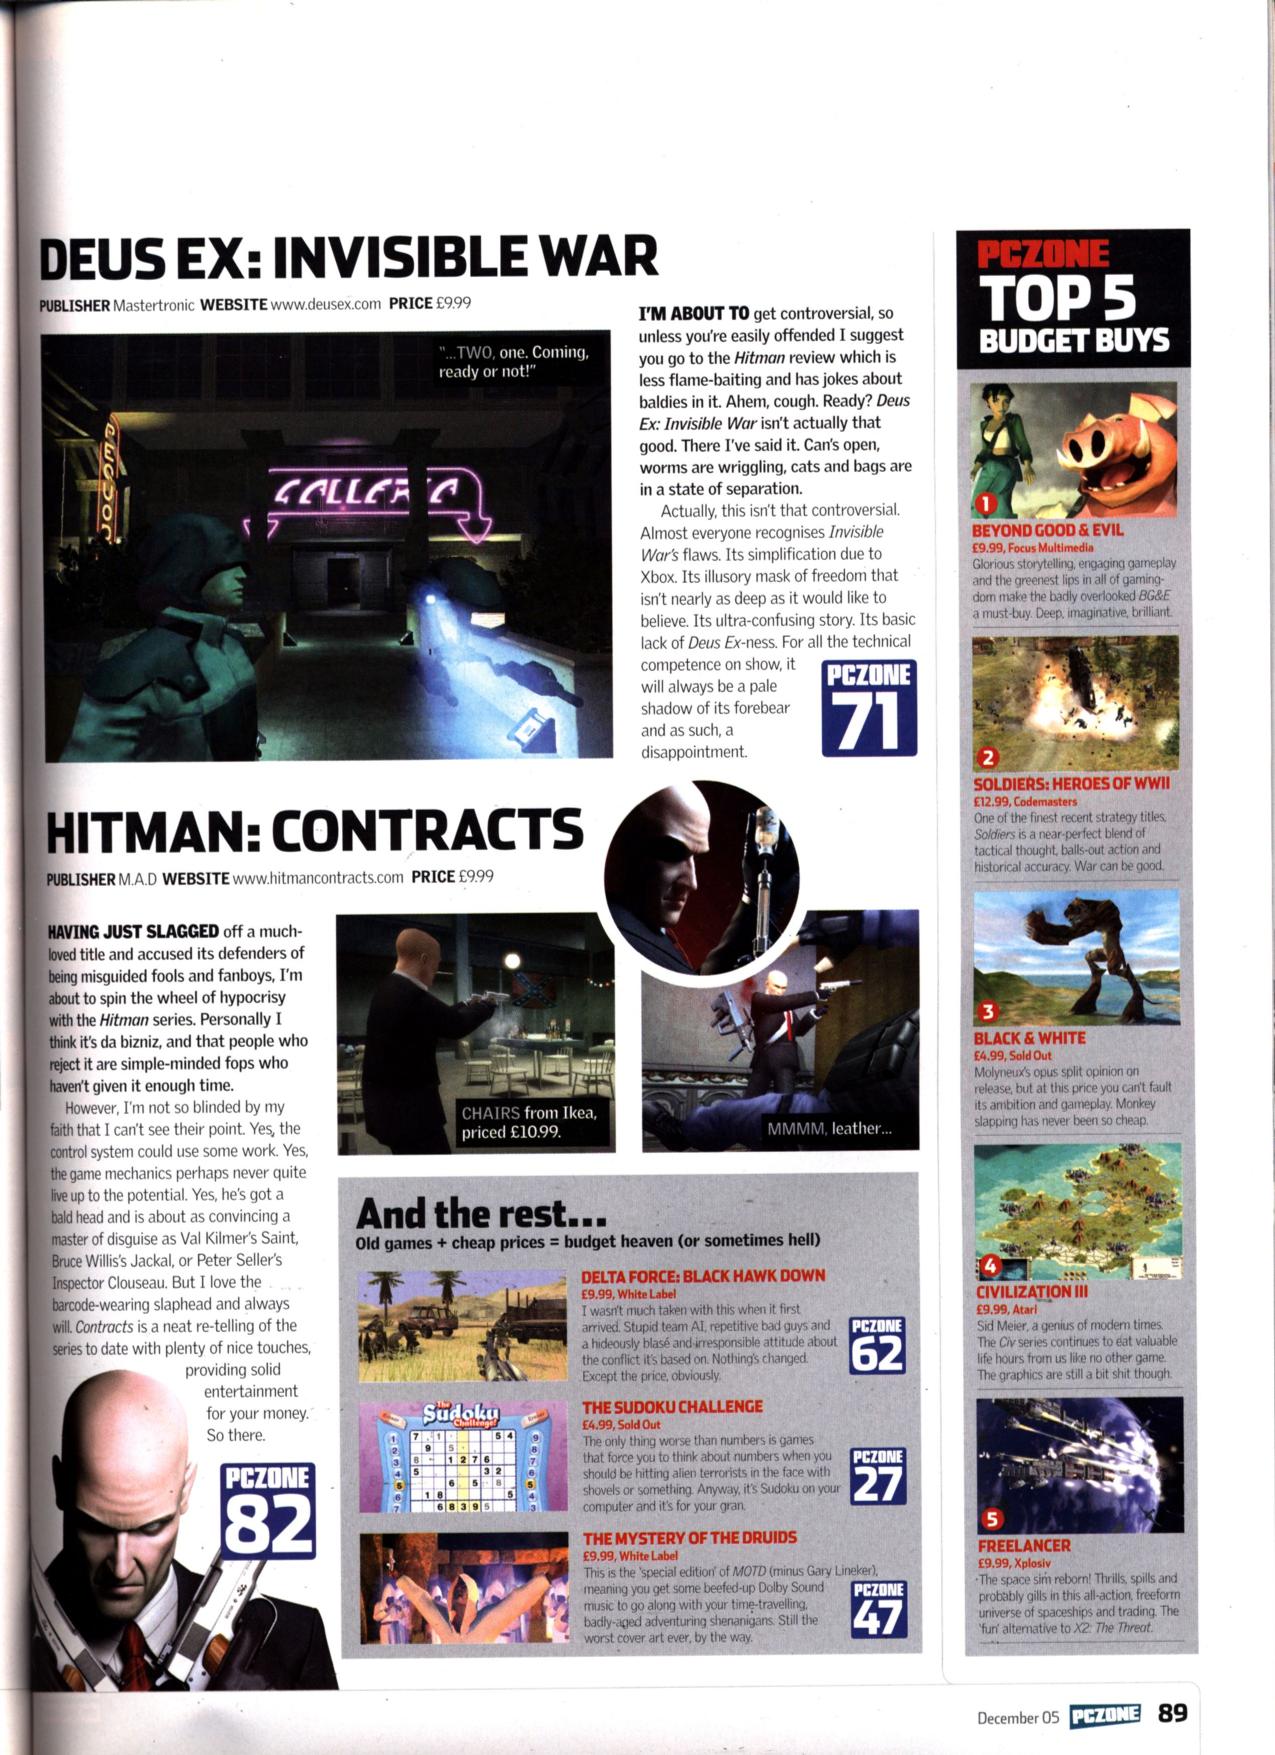 DEUS EX: INVISIBLE WAR
PUBLISHER Mastertronic WEBSITE www.deusex.com PRICE £9.99
"...TWO, one. Coming,
ready or not!"
GALLERIA
I'M ABOUT TO get controversial, so
unless you're easily offended I suggest
you go to the Hitman review which is
less flame-baiting and has jokes about
baldies in it. Ahem, cough. Ready? Deus
Ex: Invisible War isn't actually that
good. There I've said it. Can's open,
worms are wriggling, cats and bags are
in a state of separation.
Actually, this isn't that controversial.
Almost everyone recognises Invisible
War's flaws. Its simplification due to
Xbox. Its illusory mask of freedom that
isn't nearly as deep as it would like to
believe. Its ultra-confusing story. Its basic
lack of Deus Ex-ness. For all the technical
competence on show, it
will always be a pale
shadow of its forebear
and as such, a
disappointment.
PCZONE
71
HITMAN: CONTRACTS
PUBLISHER M.A.D WEBSITE www.hitmancontracts.com PRICE £9.99
HAVING JUST SLAGGED off a much-
loved title and accused its defenders of
being misguided fools and fanboys, I'm
about to spin the wheel of hypocrisy
with the Hitman series. Personally I
think it's da bizniz, and that people who
reject it are simple-minded fops who
haven't given it enough time.
However, I'm not so blinded by my
faith that I can't see their point. Yes, the
control system could use some work. Yes,
the game mechanics perhaps never quite
live up to the potential. Yes, he's got a
bald head and is about as convincing a
master of disguise as Val Kilmer's Saint,
Bruce Willis's Jackal, or Peter Seller's
Inspector Clouseau. But I love the
barcode-wearing slaphead and always
will. Contracts is a neat re-telling of the
series to date with plenty of nice touches,
providing solid
entertainment
for your money.
So there.
PCZONE
82
CHAIRS from Ikea,
priced £10.99.
MMMM, leather...
And the rest...
Old games + cheap prices = budget heaven (or sometimes hell)
DELTA FORCE: BLACK HAWK DOWN
£9.99, White Label
I wasn't much taken with this when it first
arrived. Stupid team AI, repetitive bad guys and
a hideously blasé and irresponsible attitude about
the conflict it's based on. Nothing's changed.
Except the price, obviously.
PCZONE
62
The
Sudoku
Challenge!
THE SUDOKU CHALLENGE
£4.99, Sold Out
The only thing worse than numbers is games
that force you to think about numbers when you
should be hitting alien terrorists in the face with
shovels or something. Anyway, it's Sudoku on your
computer and it's for your gran.
PCZONE
27
THE MYSTERY OF THE DRUIDS
£9.99, White Label
This is the 'special edition' of MOTD (minus Gary Lineker),
meaning you get some beefed-up Dolby Sound
music to go along with your time-travelling,
badly-aged adventuring shenanigans. Still the
worst cover art ever, by the way.
PCZONE
47
PCZONE
TOP 5
BUDGET BUYS
1
BEYOND GOOD & EVIL
£9.99, Focus Multimedia
Glorious storytelling, engaging gameplay
and the greenest lips in all of gaming-
dom make the badly overlooked BG&E
a must-buy. Deep, imaginative, brilliant.
2
SOLDIERS: HEROES OF WWII
£12.99, Codemasters
One of the finest recent strategy titles,
Soldiers is a near-perfect blend of
tactical thought, balls-out action and
historical accuracy. War can be good.
3
BLACK & WHITE
£4.99, Sold Out
Molyneux's opus split opinion on
release, but at this price you can't fault
its ambition and gameplay. Monkey
slapping has never been so cheap.
4
CIVILIZATION III
£9.99, Atari
Sid Meier, a genius of modern times.
The Civ series continues to eat valuable
life hours from us like no other game.
The graphics are still a bit shit though.
5
FREELANCER
£9.99, Xplosiv
The space sim reborn! Thrills, spills and
probably gills in this all-action, freeform
universe of spaceships and trading. The
'fun' alternative to X2: The Threat.
December 05 PCZONE 89